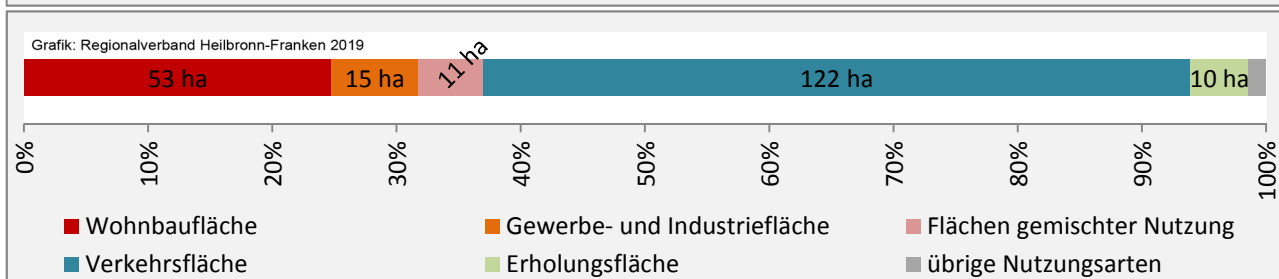 Grafik: Regionalverband Heilbronn-Franken 2019
53 ha 15 ha 11 ha 122 ha 10 ha
0% 10% 20% 30% 40% 50% 60% 70% 80% 90% 100%
Wohnbaufläche Gewerbe- und Industriefläche Flächen gemischter Nutzung
Verkehrsfläche Erholungsfläche übrige Nutzungsarten